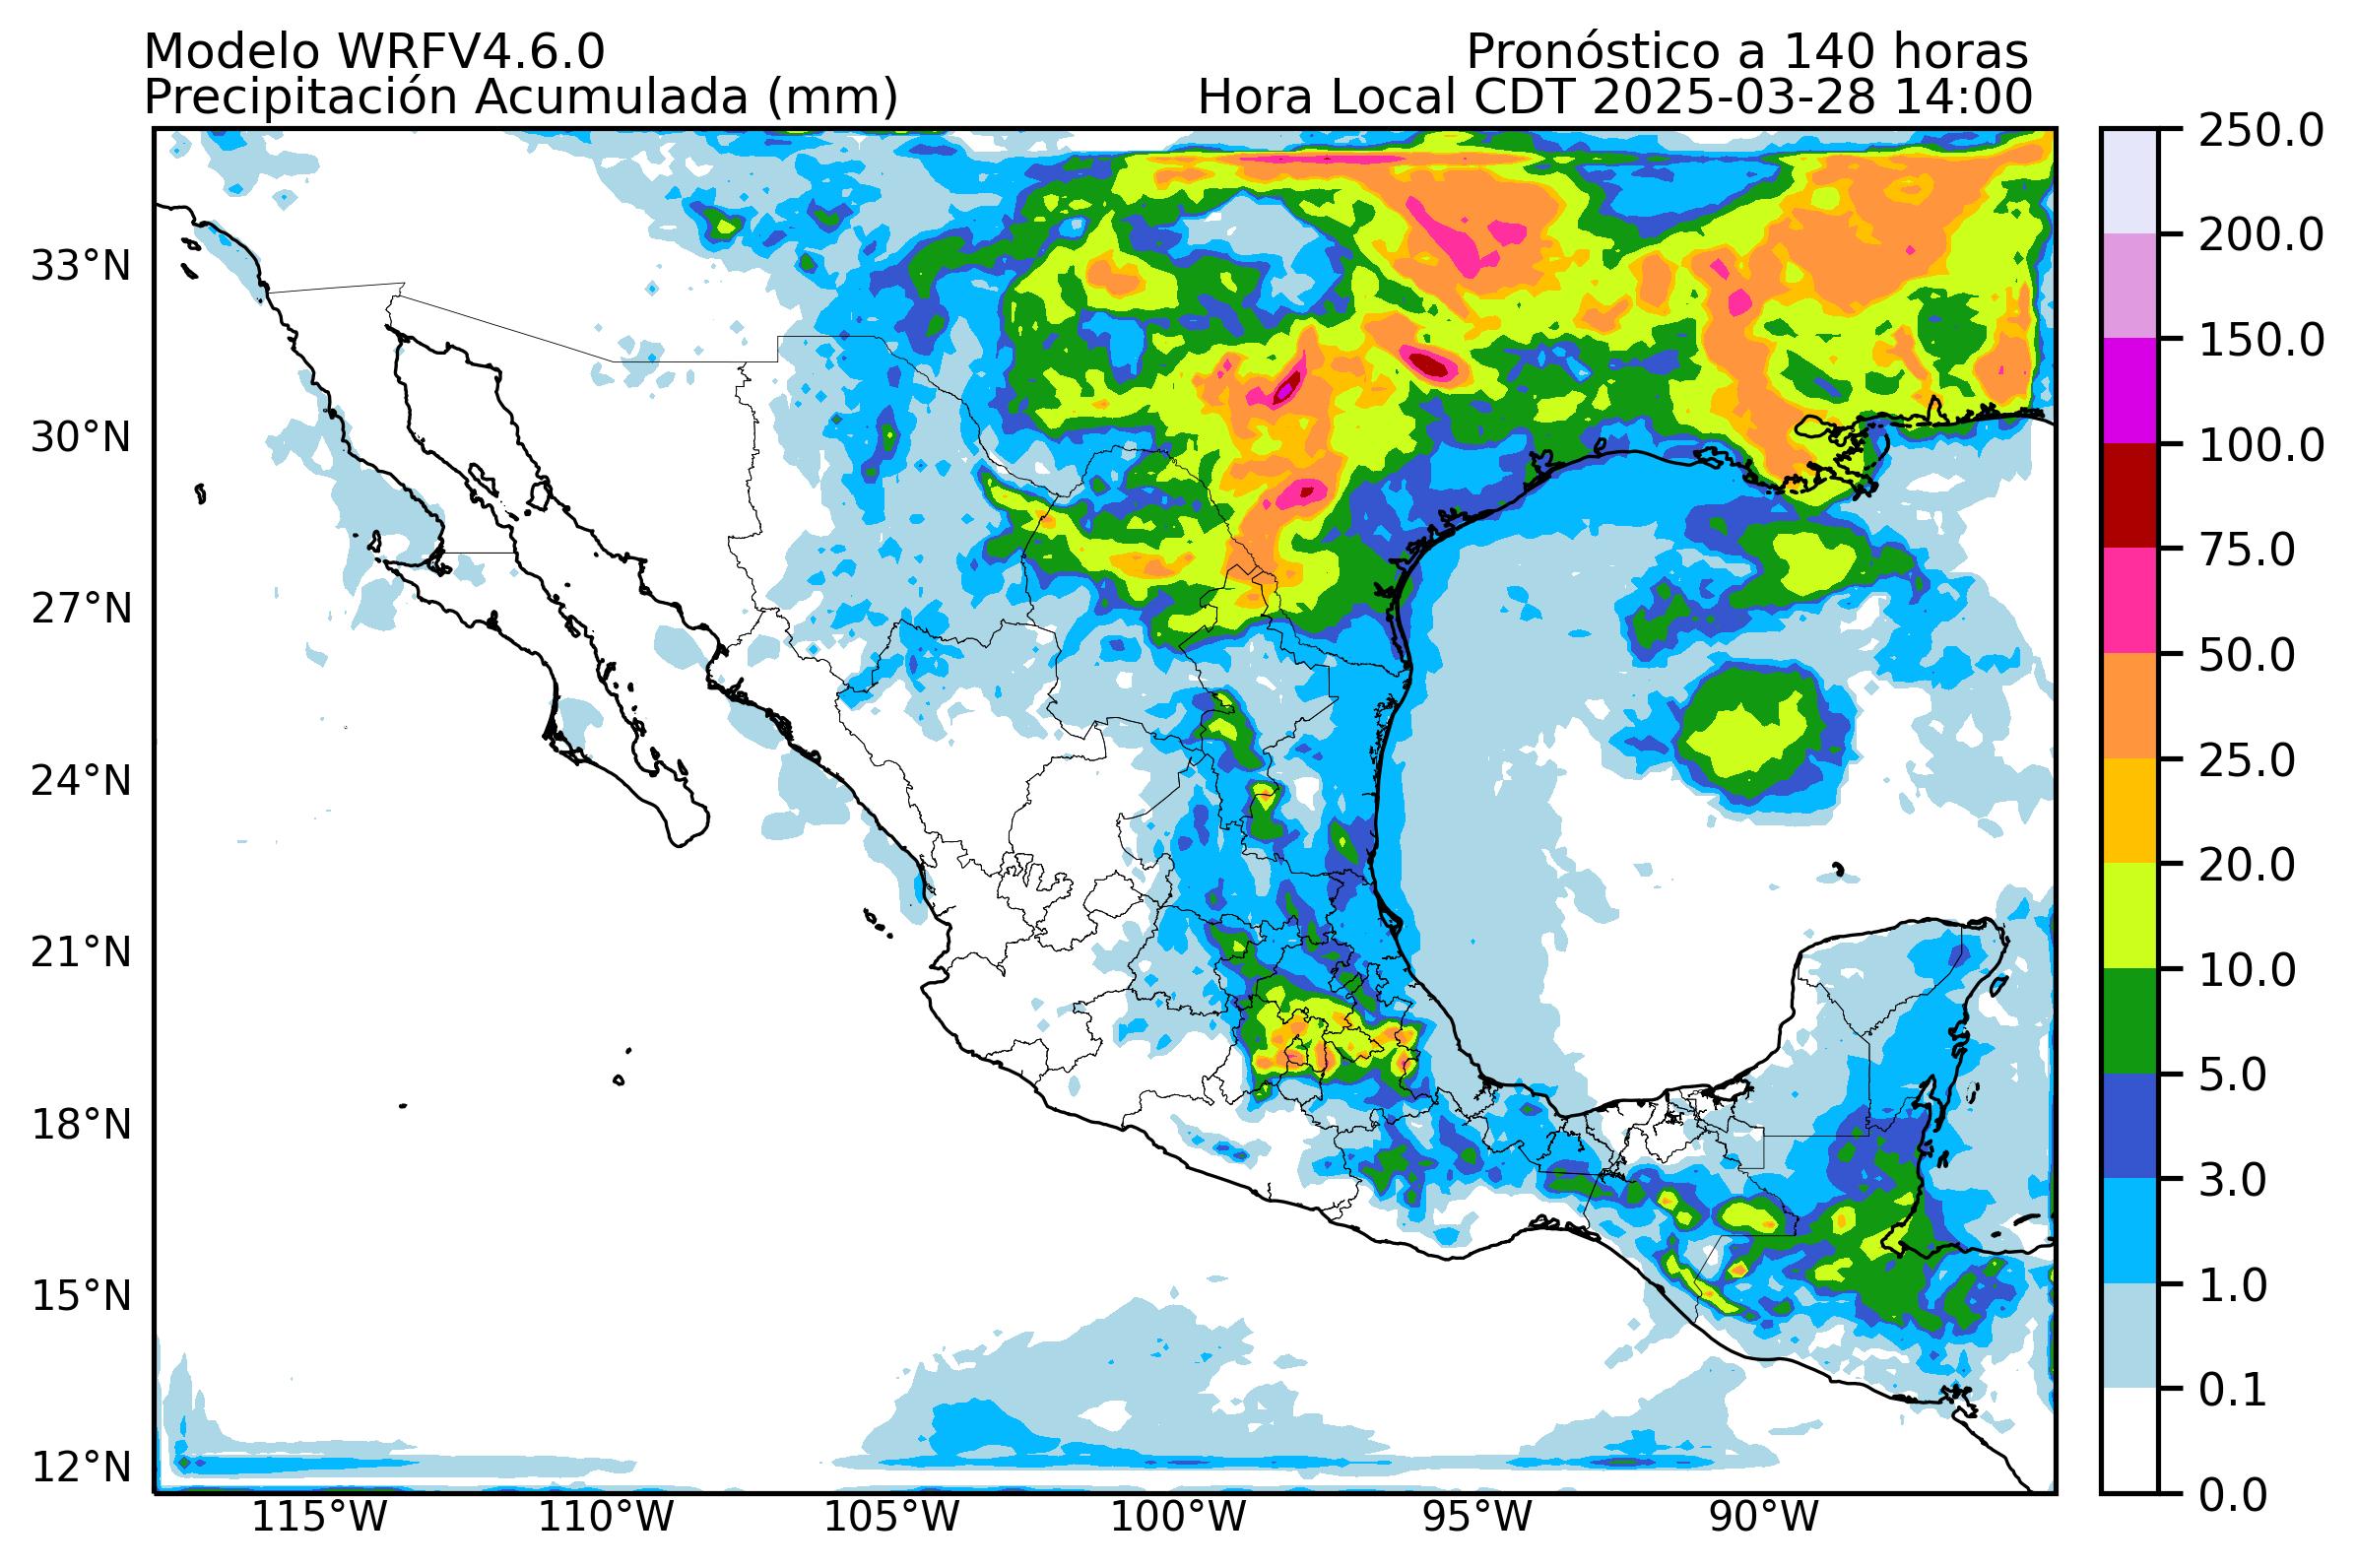 Modelo WRFV4.6.0
Pronóstico a 140 horas
Precipitación Acumulada (mm)
Hora Local CDT 2025-03-28 14:00
33°N
30°N
27°N
24°N
21°N
18°N
15°N
12°N
115°W
110°W
105°W
100°W
95°W
90°W
250.0
200.0
150.0
100.0
75.0
50.0
25.0
20.0
10.0
5.0
3.0
1.0
0.1
0.0